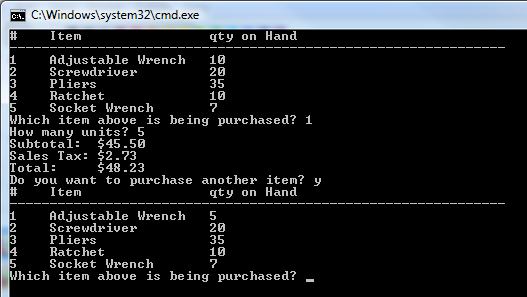 C:\Windows\system32\cmd.exe
# Item qty on Hand
--------------------------------------------------------------
1 Adjustable Wrench 10
2 Screwdriver 20
3 Pliers 35
4 Ratchet 10
5 Socket Wrench 7
Which item above is being purchased? 1
How many units? 5
Subtotal: $45.50
Sales Tax: $2.73
Total: $48.23
Do you want to purchase another item? y
# Item qty on Hand
--------------------------------------------------------------
1 Adjustable Wrench 5
2 Screwdriver 20
3 Pliers 35
4 Ratchet 10
5 Socket Wrench 7
Which item above is being purchased? _